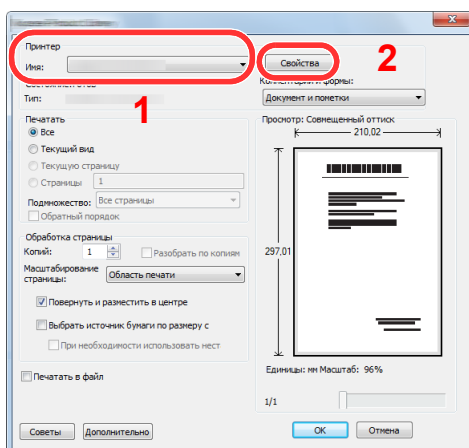 Принтер
Имя:
Свойства
2
Тип:
1
Комментарии и формы:
Документ и пометки
Печатать
Все
Текущий вид
Текущую страницу
Страницы 1
Подмножество: Все страницы
Обратный порядок
Просмотр: Совмещенный оттиск
210,02
297,01
Обработка страницы
Копий: 1 Разобрать по копиям
Масштабирование
страницы: Область печати
Повернуть и разместить в центре
Выбрать источник бумаги по размеру с
При необходимости использовать нест
Печатать в файл
Единицы: мм Масштаб: 96%
1/1
Советы Дополнительно OK Отмена